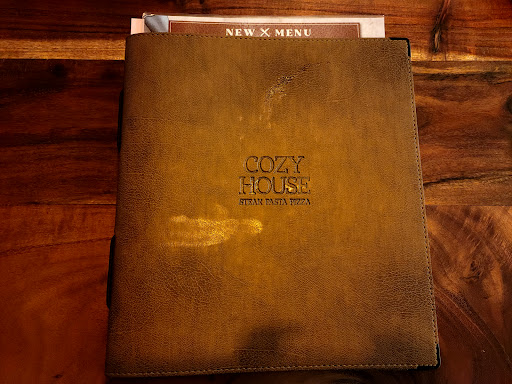 NEW MENU
COZY
HOUSE
STEAK PASTA PIZZA